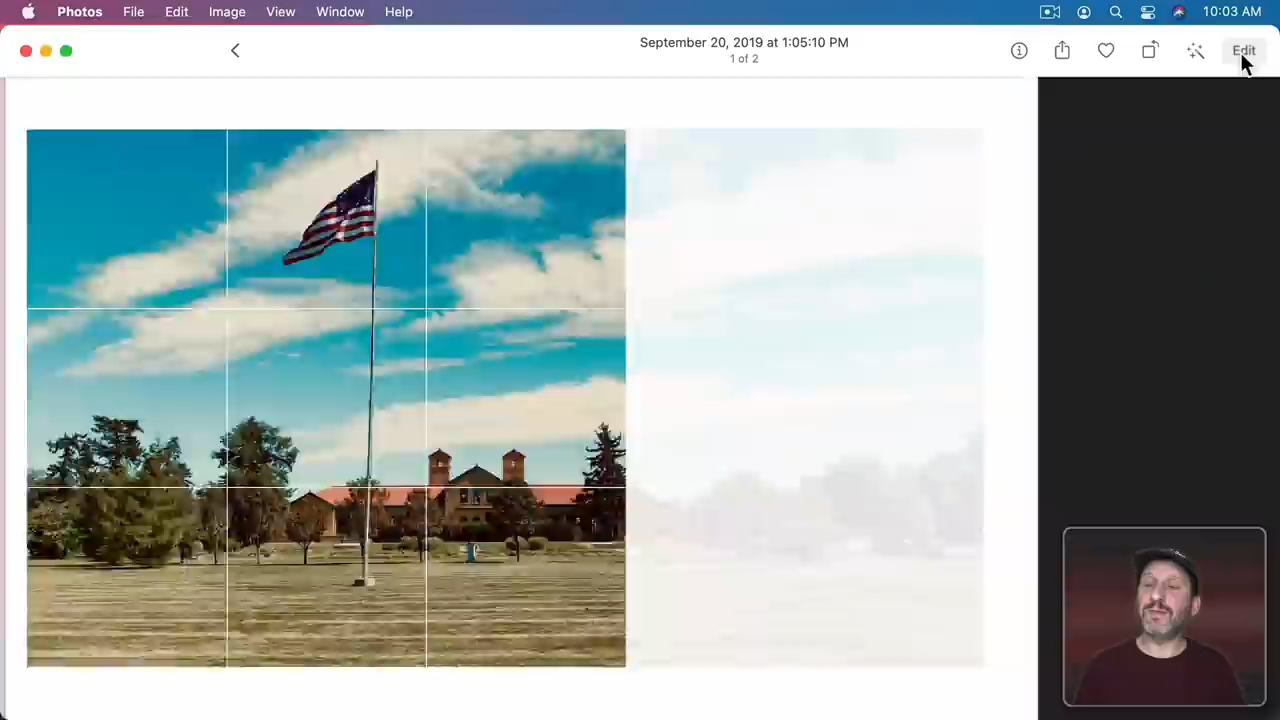 Photos File Edit Image View Window Help 10:03 AM
September 20, 2019 at 1:05:10 PM
1 of 2
Edit